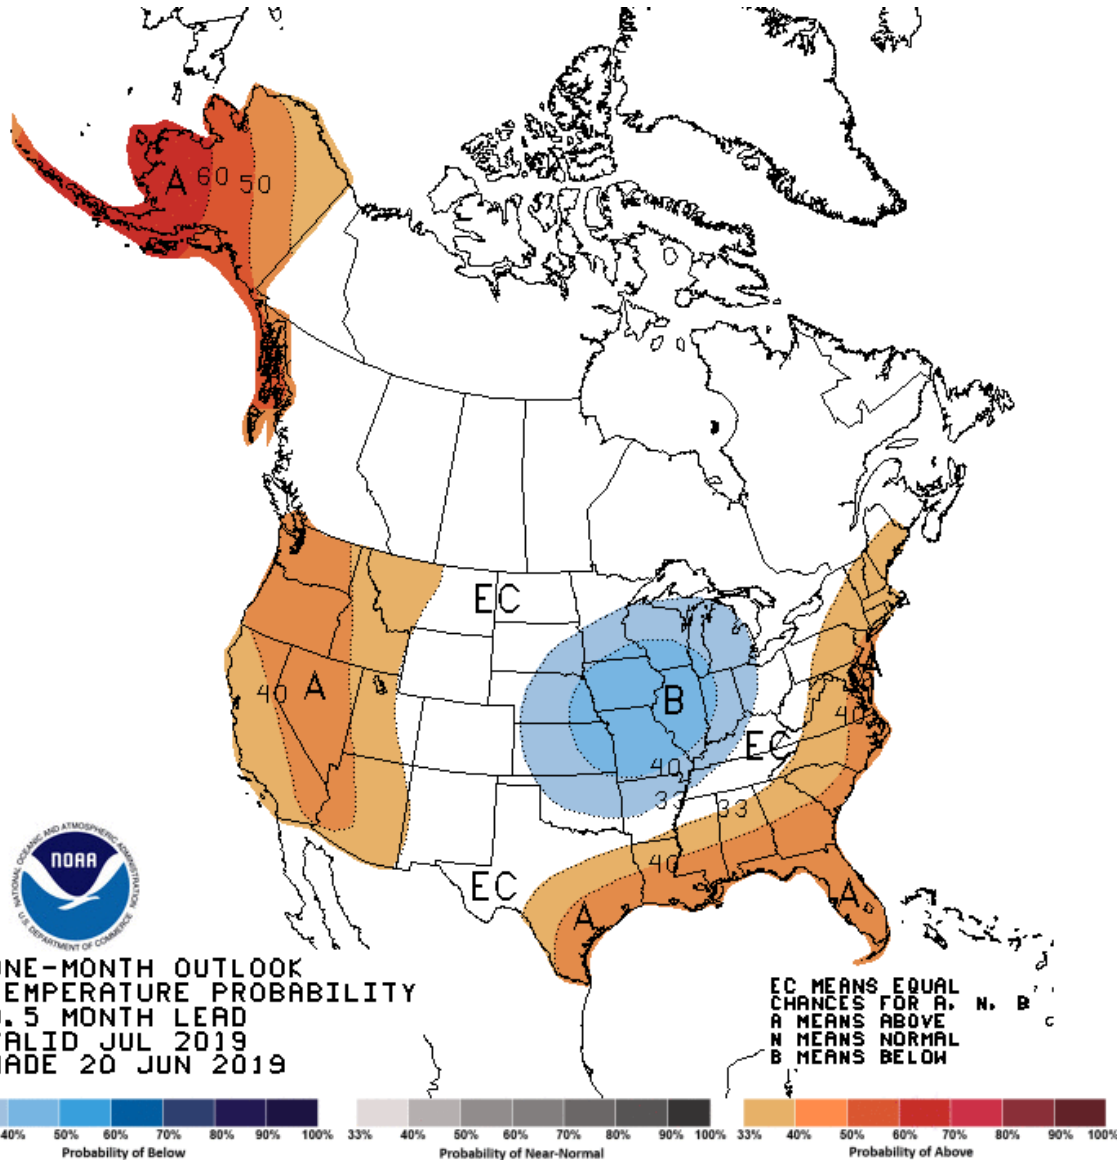 A 60 50
EC
40 A
B
A
40
EC
40
33 33
40
EC
A
A
NOAA
NATIONAL OCEANIC AND ATMOSPHERIC ADMINISTRATION
U.S. DEPARTMENT OF COMMERCE
NE-MONTH OUTLOOK
EMPERATURE PROBABILITY
.5 MONTH LEAD
ALID JUL 2019
ADE 20 JUN 2019
EC MEANS EQUAL
CHANCES FOR A, N, B
A MEANS ABOVE
N MEANS NORMAL
B MEANS BELOW
40% 50% 60% 70% 80% 90% 100%
Probability of Below
33% 40% 50% 60% 70% 80% 90% 100%
Probability of Near-Normal
33% 40% 50% 60% 70% 80% 90% 100%
Probability of Above